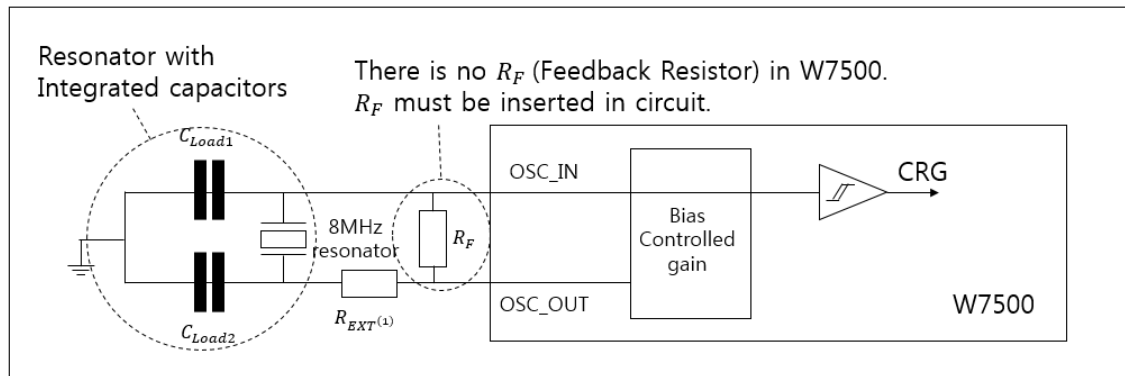 Resonator with
Integrated capacitors
There is no R_F (Feedback Resistor) in W7500.
R_F must be inserted in circuit.
C_Load1
OSC_IN
CRG
8MHz
resonator
R_F
Bias
Controlled
gain
OSC_OUT
W7500
R_EXT(1)
C_Load2